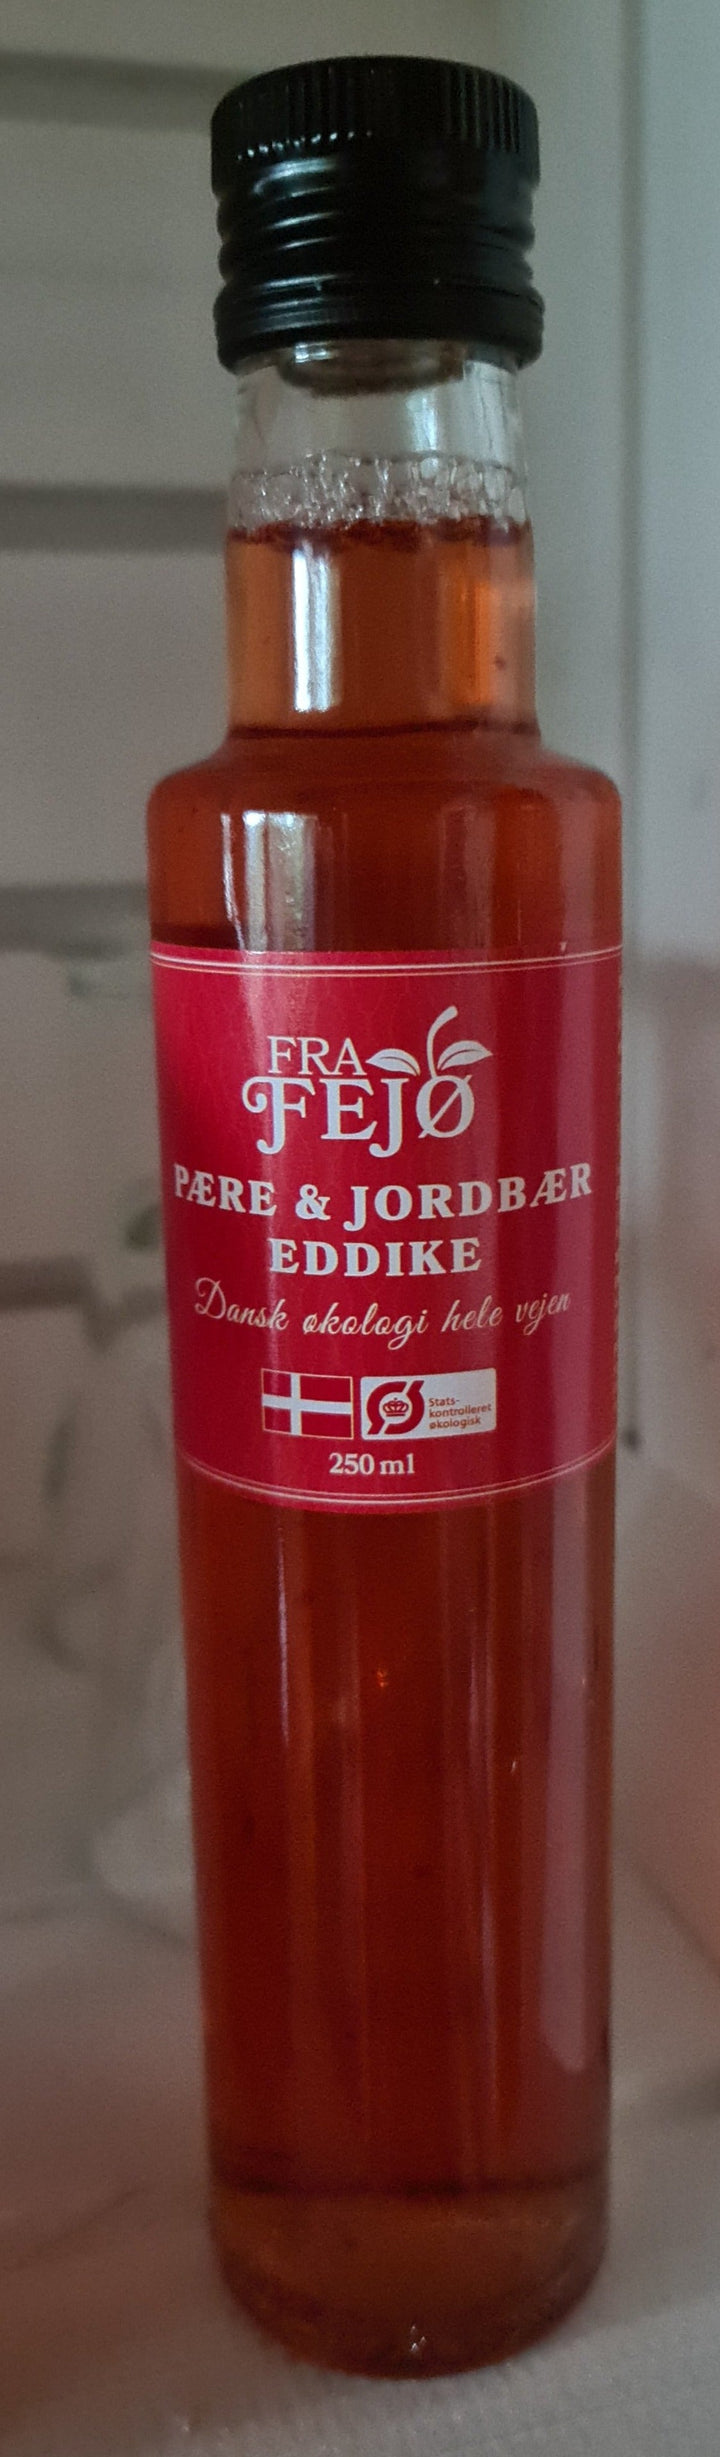 FRA
FEJØ
PÆRE & JORDBÆR
EDDIKE
Dansk økologi hele vejen
Stats-
kontrolleret
økologisk
250 ml